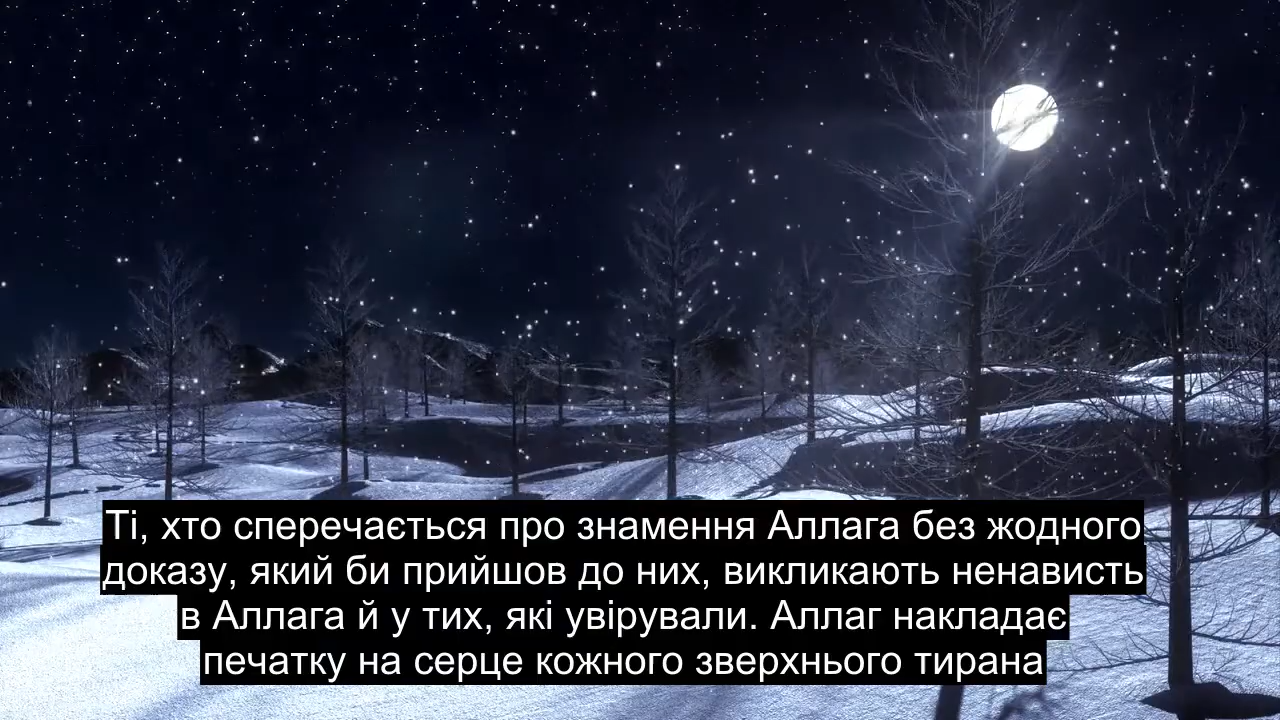 Ті, хто сперечається про знамення Аллага без жодного
доказу, який би прийшов до них, викликають ненависть
в Аллага й у тих, які увірували. Аллаг накладає
печатку на серце кожного зверхнього тирана